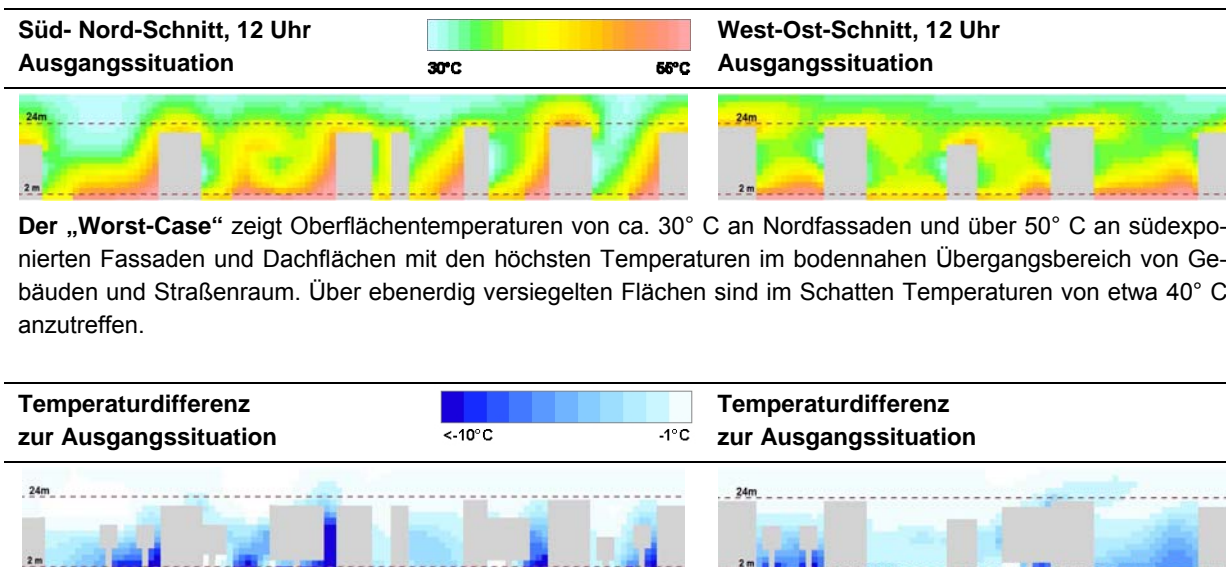 Süd- Nord-Schnitt, 12 Uhr
Ausgangssituation
30°C 55°C
West-Ost-Schnitt, 12 Uhr
Ausgangssituation
24m
2 m
24m
2 m
Der „Worst-Case“ zeigt Oberflächentemperaturen von ca. 30° C an Nordfassaden und über 50° C an südexpo-
nierten Fassaden und Dachflächen mit den höchsten Temperaturen im bodennahen Übergangsbereich von Ge-
bäuden und Straßenraum. Über ebenerdig versiegelten Flächen sind im Schatten Temperaturen von etwa 40° C
anzutreffen.
Temperaturdifferenz
zur Ausgangssituation
<-10°C -1°C
Temperaturdifferenz
zur Ausgangssituation
24m
2 m
24m
2 m